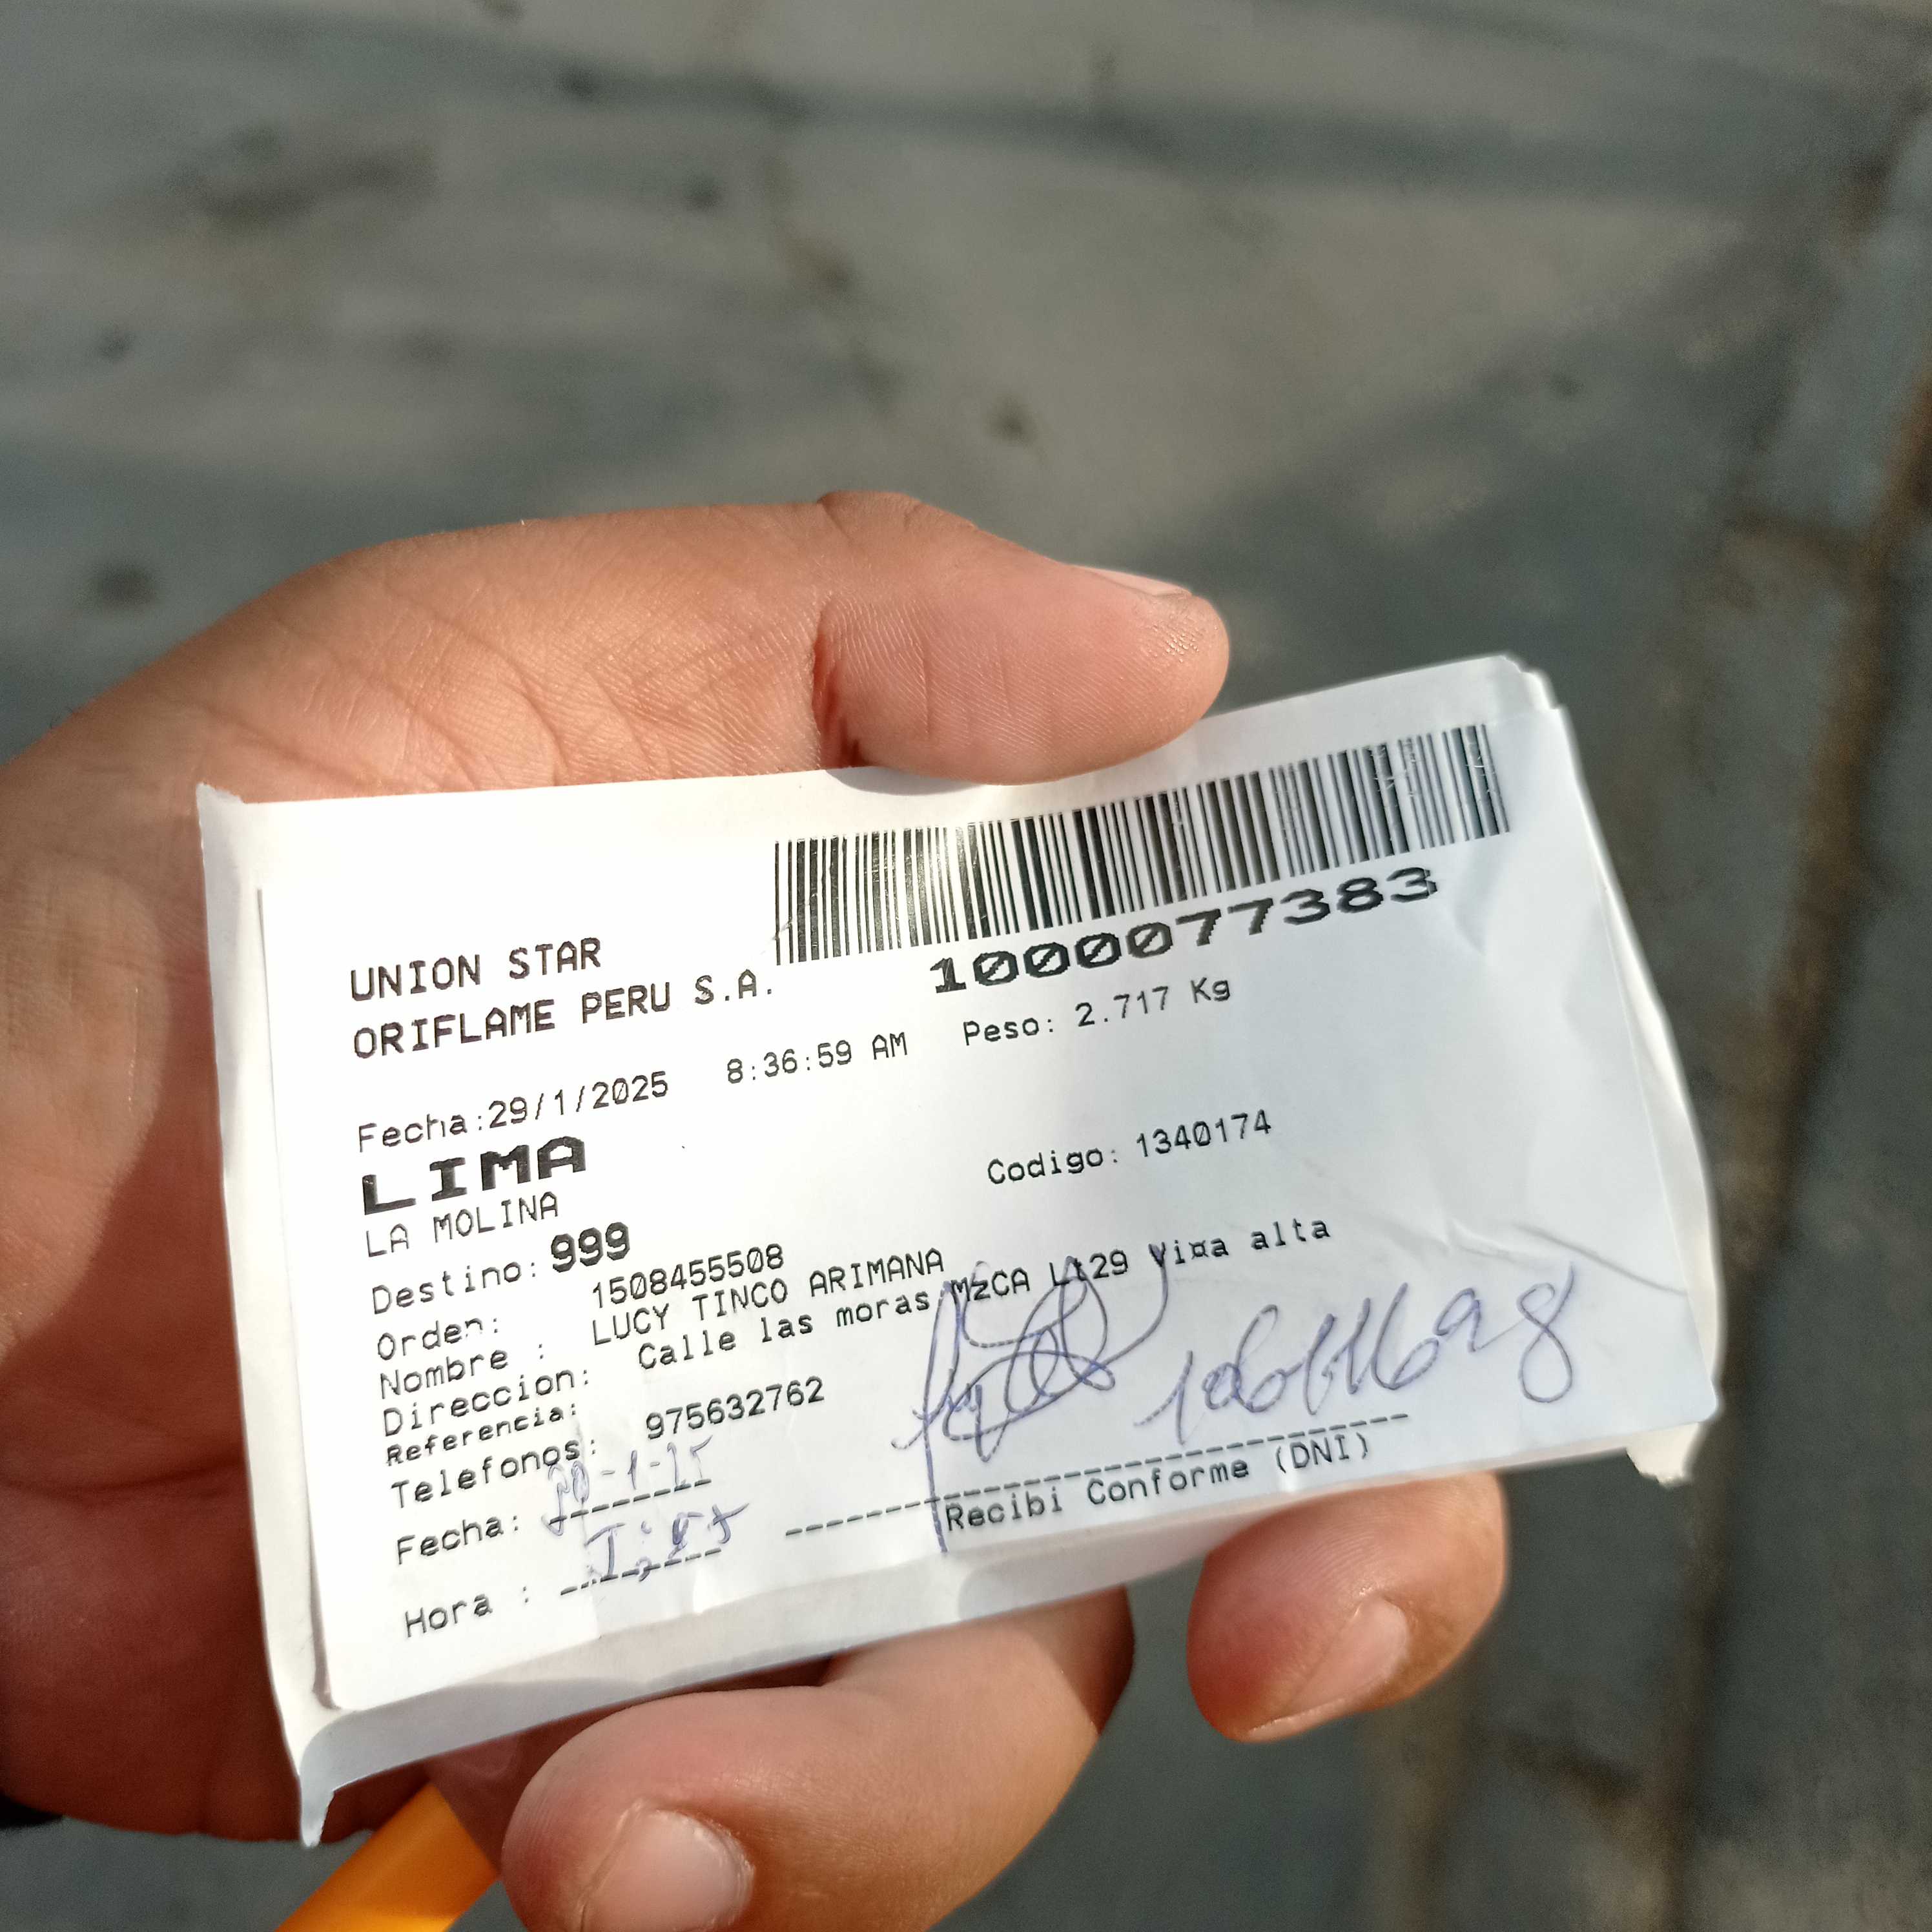 UNION STAR
ORIFLAME PERU S.A.
1000077383
Fecha:29/1/2025 8:36:59 AM Peso: 2.717 Kg
LIMA
LA MOLINA
Codigo: 1340174
Destino: 999
Orden: 1508455508
Nombre : LUCY TINCO ARIMANA
Direccion: Calle las moras MzCA Lt29 Viña alta
Referencia:
Telefonos: 975632762
Fecha:
Hora :
Recibi Conforme (DNI)